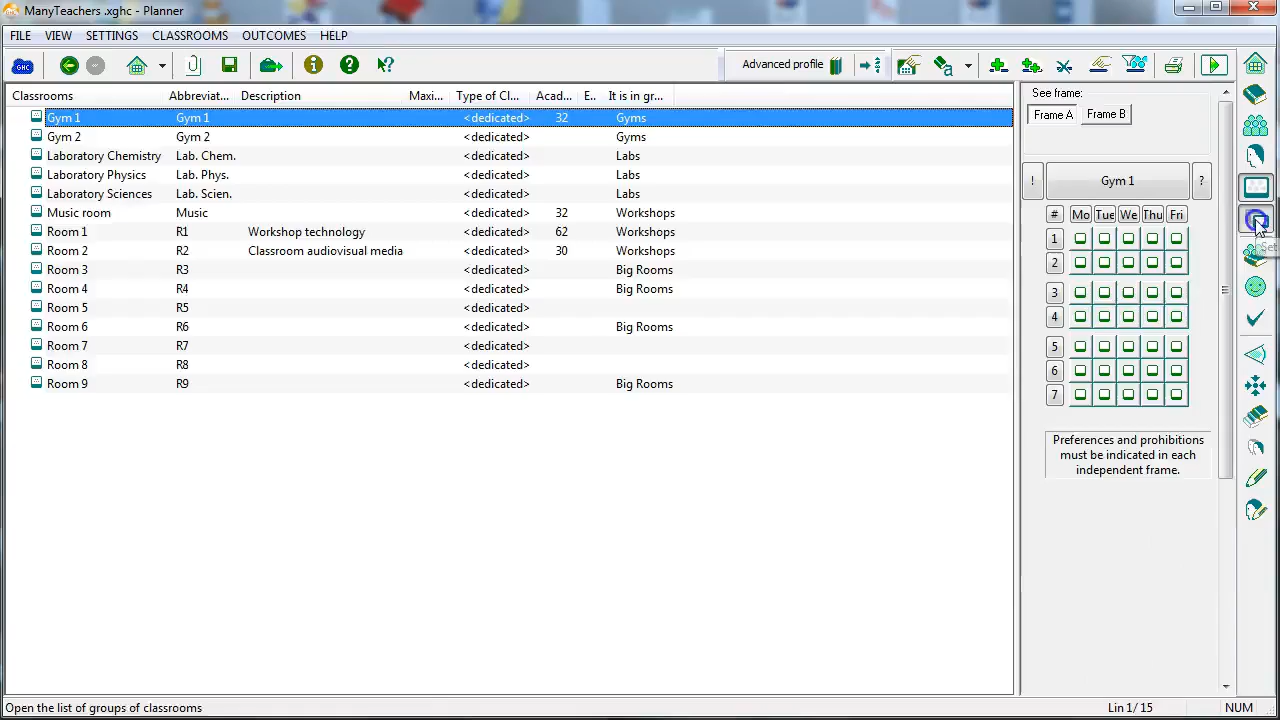 ManyTeachers .xghc - Planner
FILE VIEW SETTINGS CLASSROOMS OUTCOMES HELP
GHC Advanced profile
Classrooms Abbreviat... Description Maxi... Type of Cl... Acad... E.. It is in gr...
Gym 1 Gym 1 <dedicated> 32 Gyms
Gym 2 Gym 2 <dedicated> Gyms
Laboratory Chemistry Lab. Chem. <dedicated> Labs
Laboratory Physics Lab. Phys. <dedicated> Labs
Laboratory Sciences Lab. Scien. <dedicated> Labs
Music room Music <dedicated> 32 Workshops
Room 1 R1 Workshop technology <dedicated> 62 Workshops
Room 2 R2 Classroom audiovisual media <dedicated> 30 Workshops
Room 3 R3 <dedicated> Big Rooms
Room 4 R4 <dedicated> Big Rooms
Room 5 R5 <dedicated>
Room 6 R6 <dedicated> Big Rooms
Room 7 R7 <dedicated>
Room 8 R8 <dedicated>
Room 9 R9 <dedicated> Big Rooms
See frame:
Frame A Frame B
! Gym 1 ?
# Mo Tue We Thu Fri
1
2
3
4
5
6
7
Preferences and prohibitions
must be indicated in each
independent frame.
Set
Open the list of groups of classrooms Lin 1/ 15 NUM